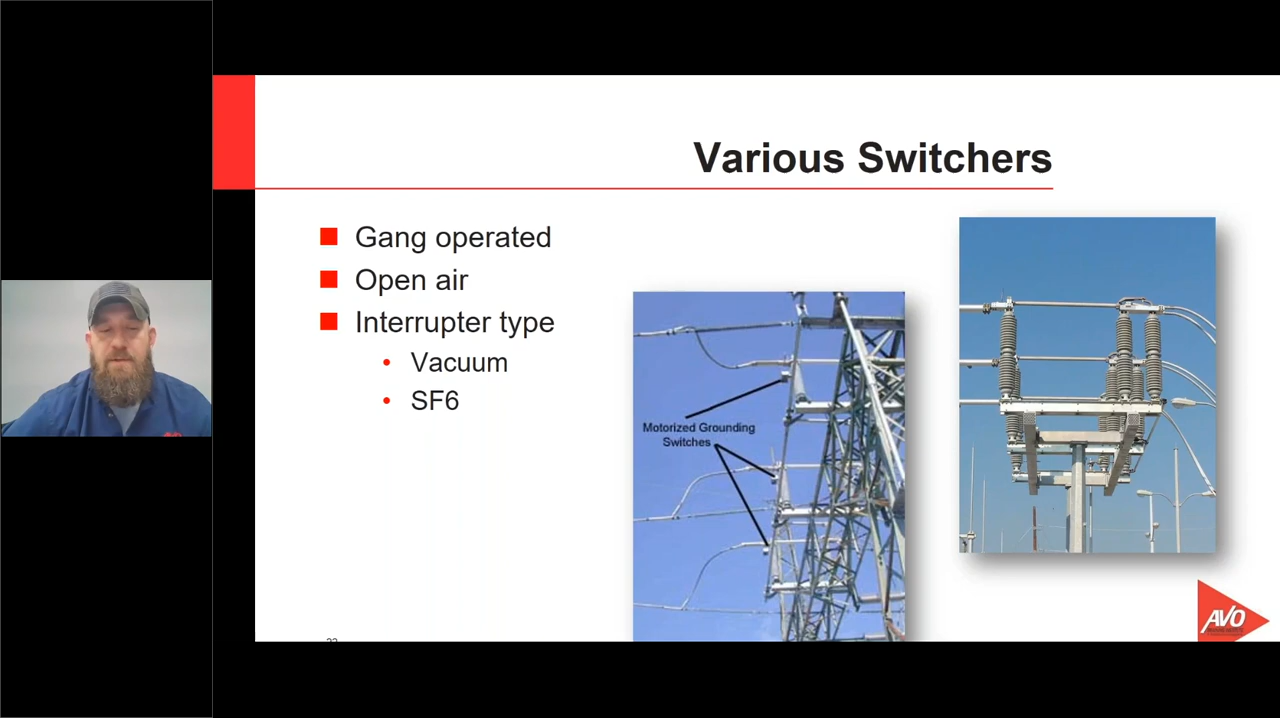 Various Switchers
Gang operated
Open air
Interrupter type
Vacuum
SF6
Motorized Grounding
Switches
AVO